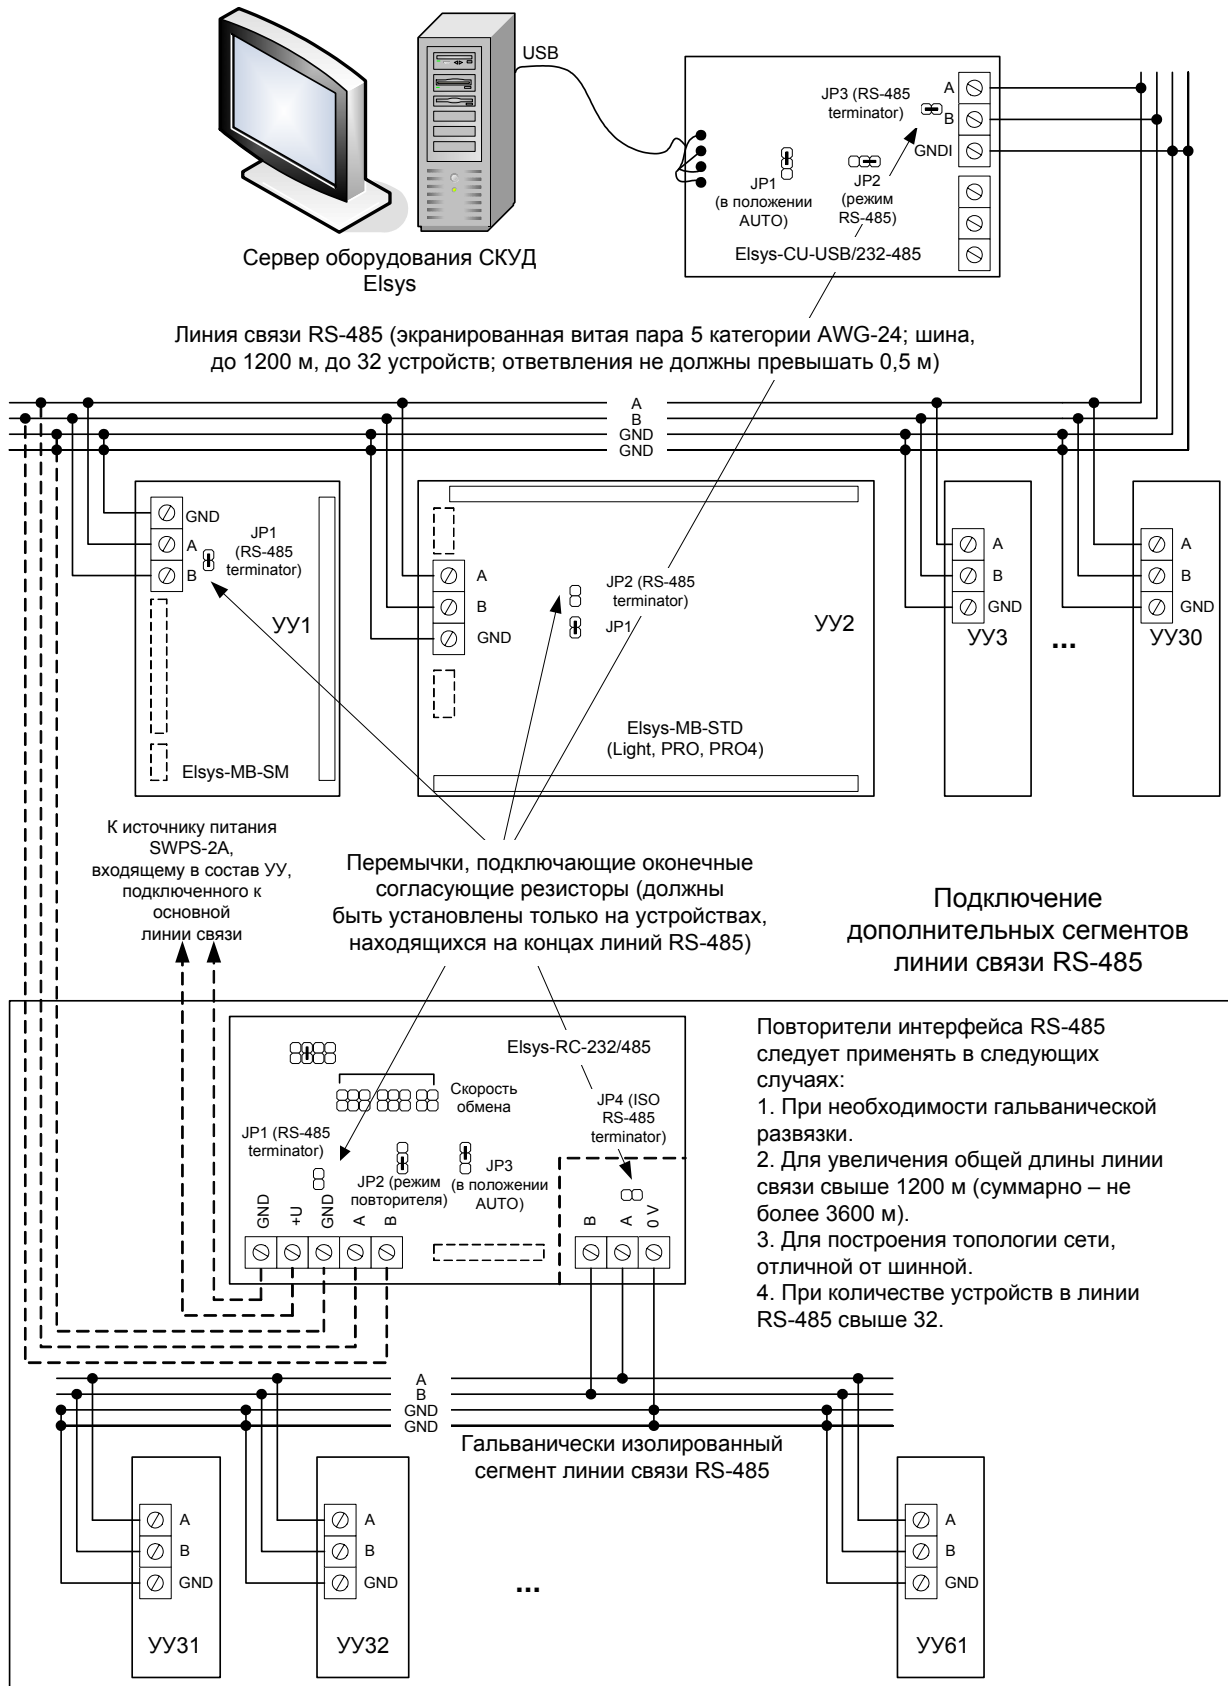 USB
JP3 (RS-485
terminator)
A
B
GNDI
JP1
(в положении
AUTO)
JP2
(режим
RS-485)
Elsys-CU-USB/232-485
Сервер оборудования СКУД
Elsys
Линия связи RS-485 (экранированная витая пара 5 категории AWG-24; шина,
до 1200 м, до 32 устройств; ответвления не должны превышать 0,5 м)
A
B
GND
GND
GND
A
B
JP1
(RS-485
terminator)
УУ1
Elsys-MB-SM
A
B
GND
JP2 (RS-485
terminator)
JP1
УУ2
Elsys-MB-STD
(Light, PRO, PRO4)
A
B
GND
УУ3
...
A
B
GND
УУ30
К источнику питания
SWPS-2A,
входящему в состав УУ,
подключенного к
основной
линии связи
Перемычки, подключающие оконечные
согласующие резисторы (должны
быть установлены только на устройствах,
находящихся на концах линий RS-485)
Подключение
дополнительных сегментов
линии связи RS-485
Elsys-RC-232/485
Скорость
обмена
JP1 (RS-485
terminator)
JP2 (режим
повторителя)
JP3
(в положении
AUTO)
JP4 (ISO
RS-485
terminator)
GND
+U
GND
A
B
B
A
0 V
Повторители интерфейса RS-485
следует применять в следующих
случаях:
1. При необходимости гальванической
развязки.
2. Для увеличения общей длины линии
связи свыше 1200 м (суммарно – не
более 3600 м).
3. Для построения топологии сети,
отличной от шинной.
4. При количестве устройств в линии
RS-485 свыше 32.
A
B
GND
GND
Гальванически изолированный
сегмент линии связи RS-485
A
B
GND
УУ31
A
B
GND
УУ32
...
A
B
GND
УУ61